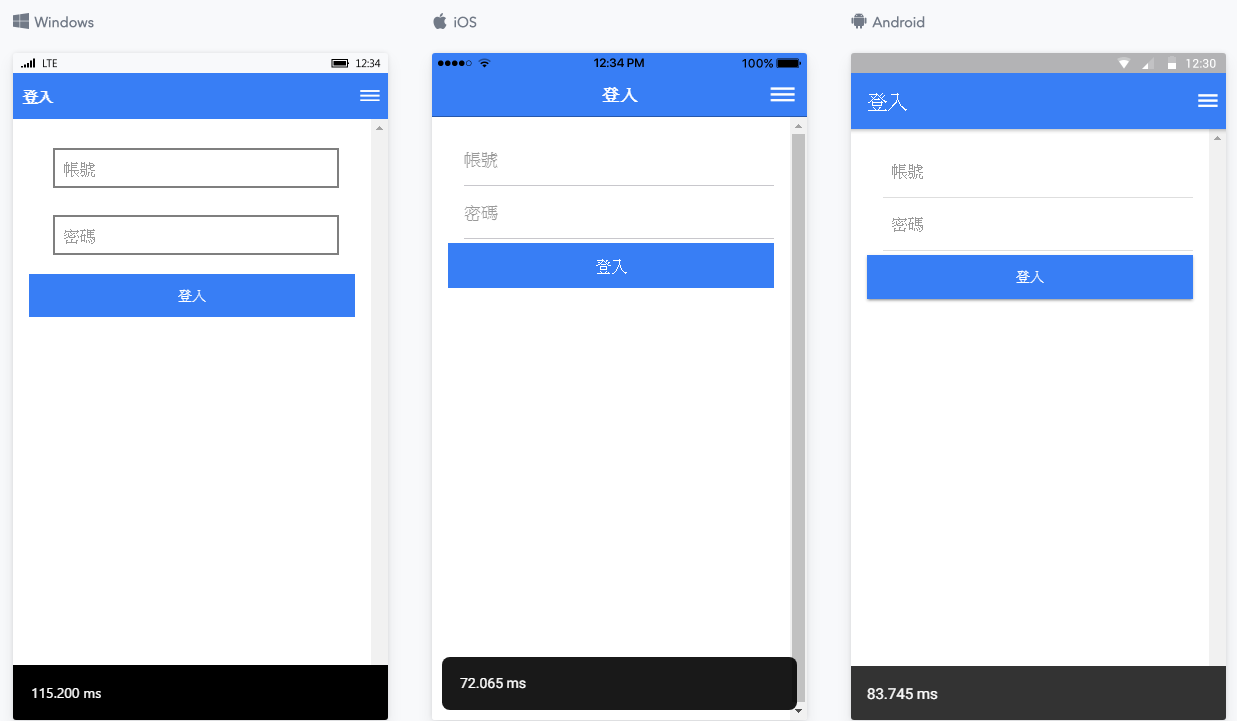 Windows
LTE 12:34
登入
帳號
密碼
登入
115.200 ms
iOS
12:34 PM 100%
登入
帳號
密碼
登入
72.065 ms
Android
12:30
登入
帳號
密碼
登入
83.745 ms